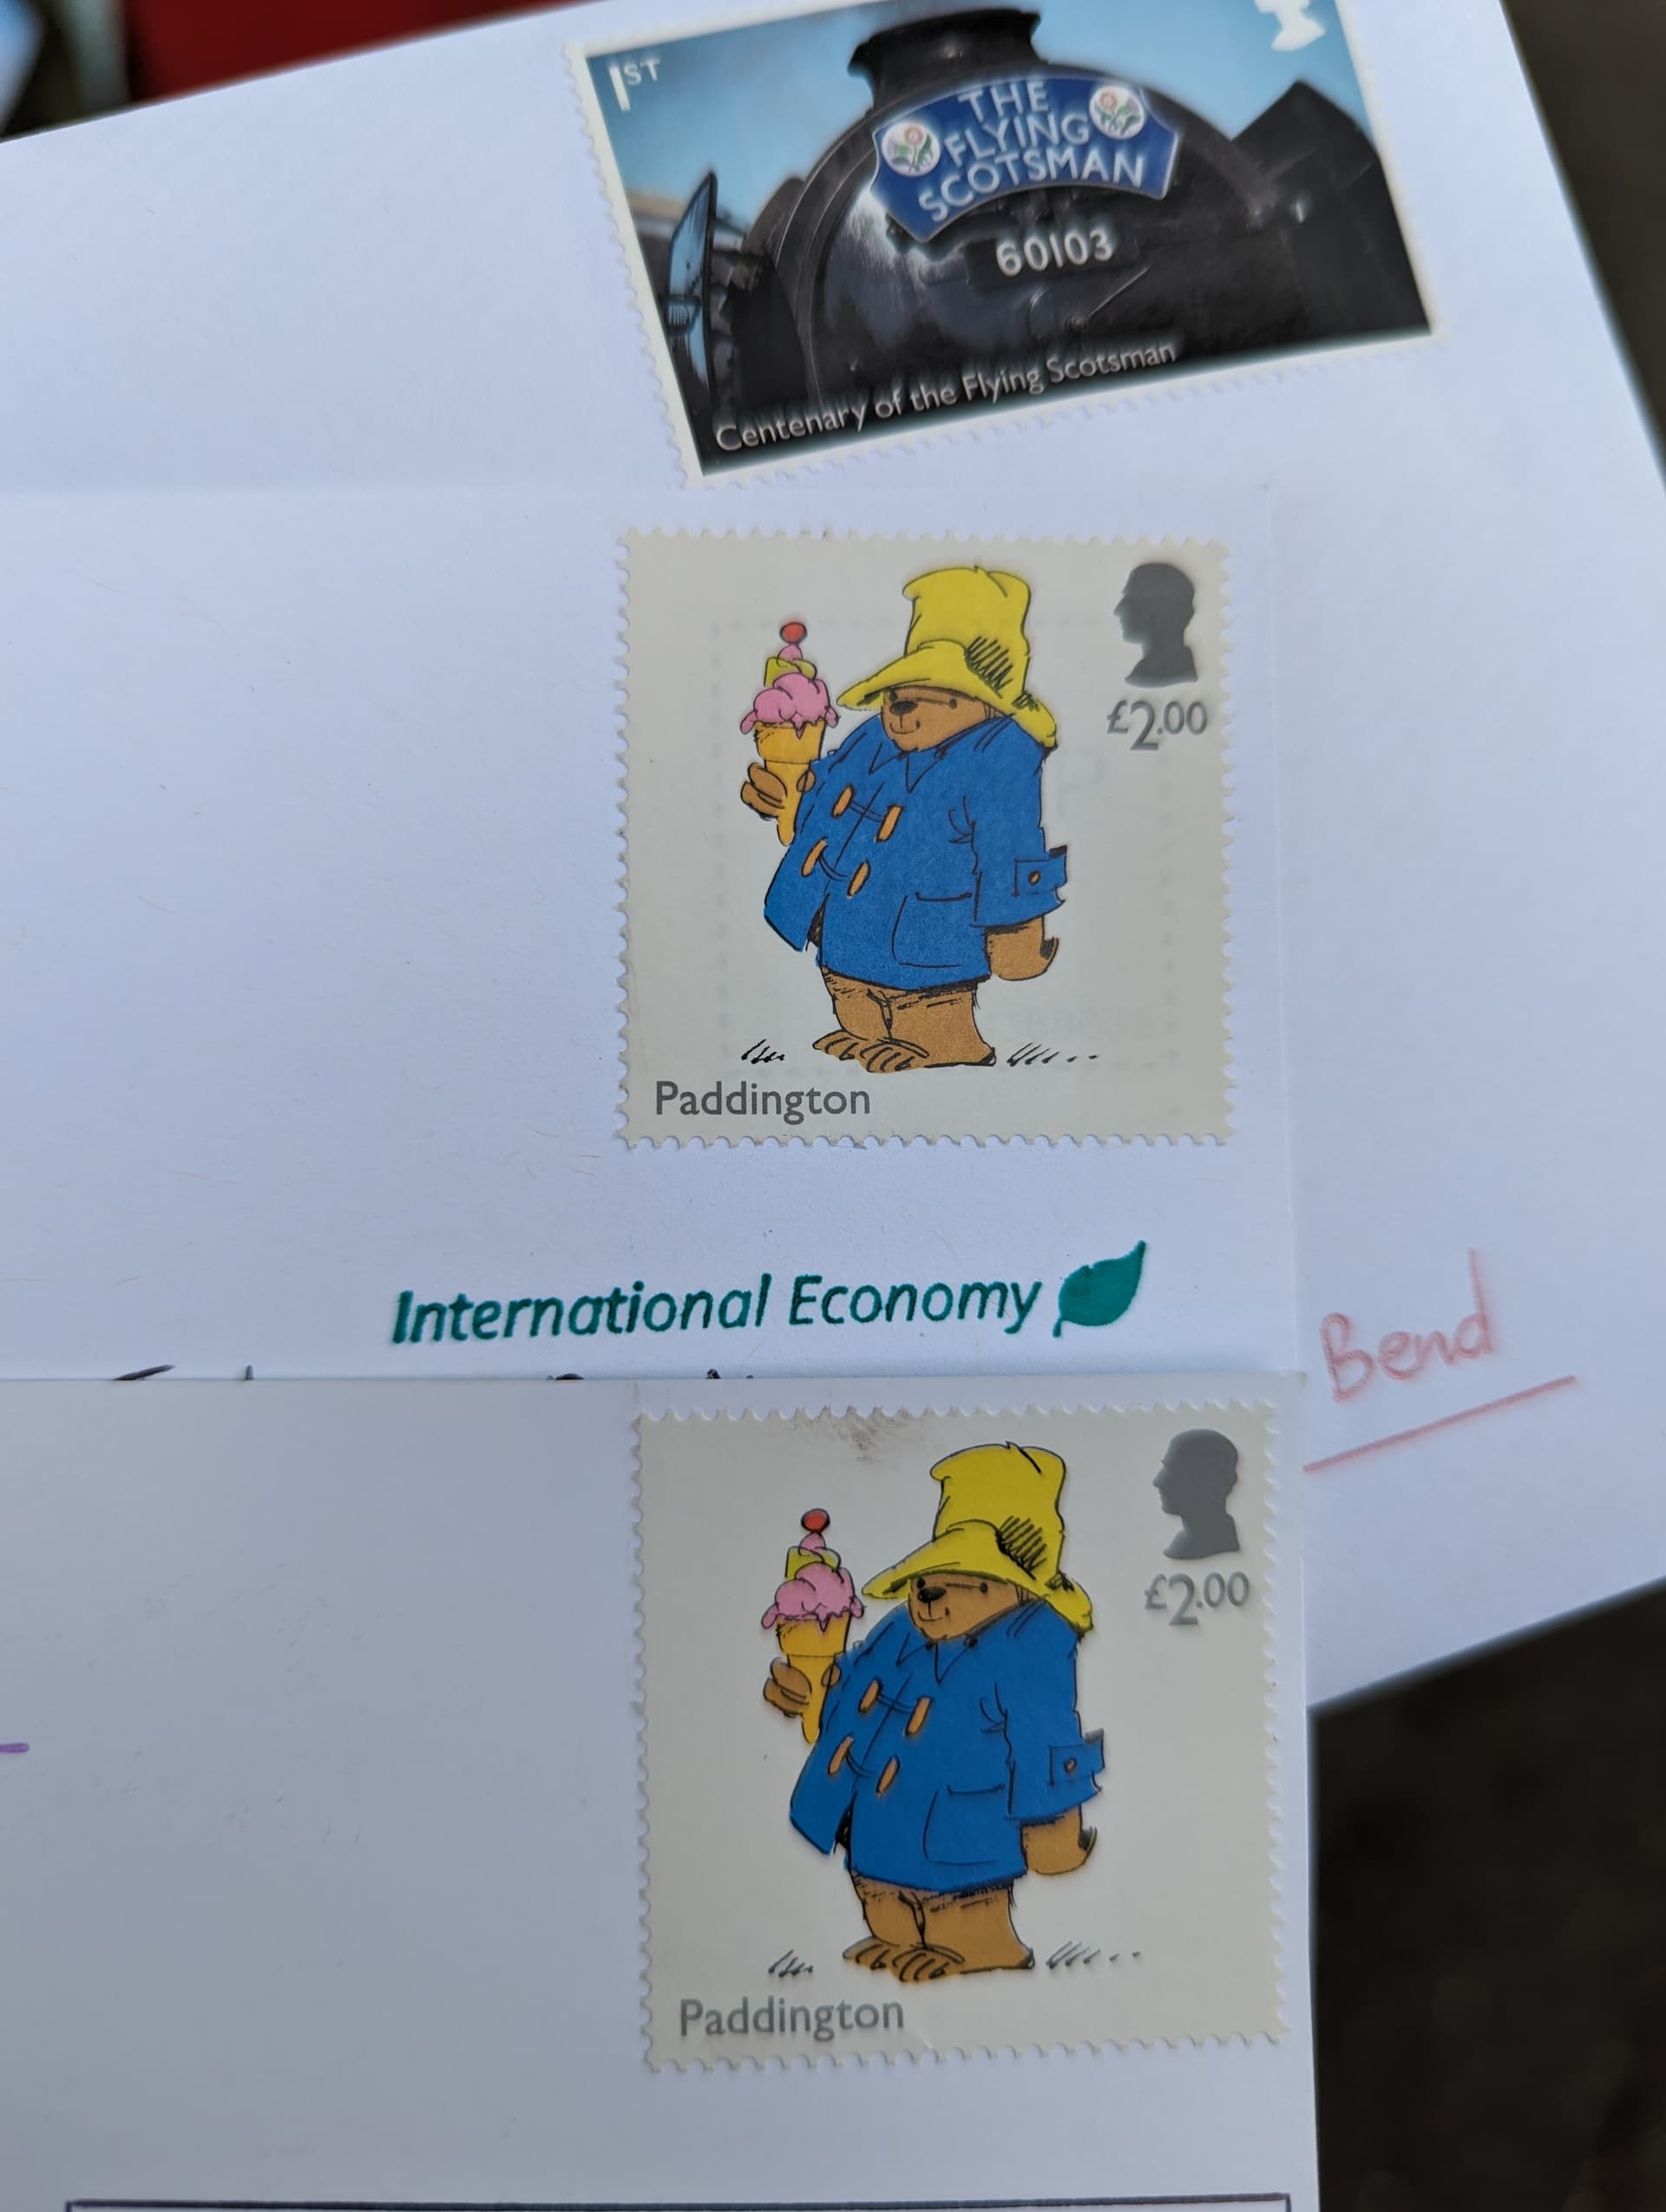 1ST
THE
FLYING
SCOTSMAN
60103
Centenary of the Flying Scotsman
£2.00
Paddington
International Economy
Bend
£2.00
Paddington